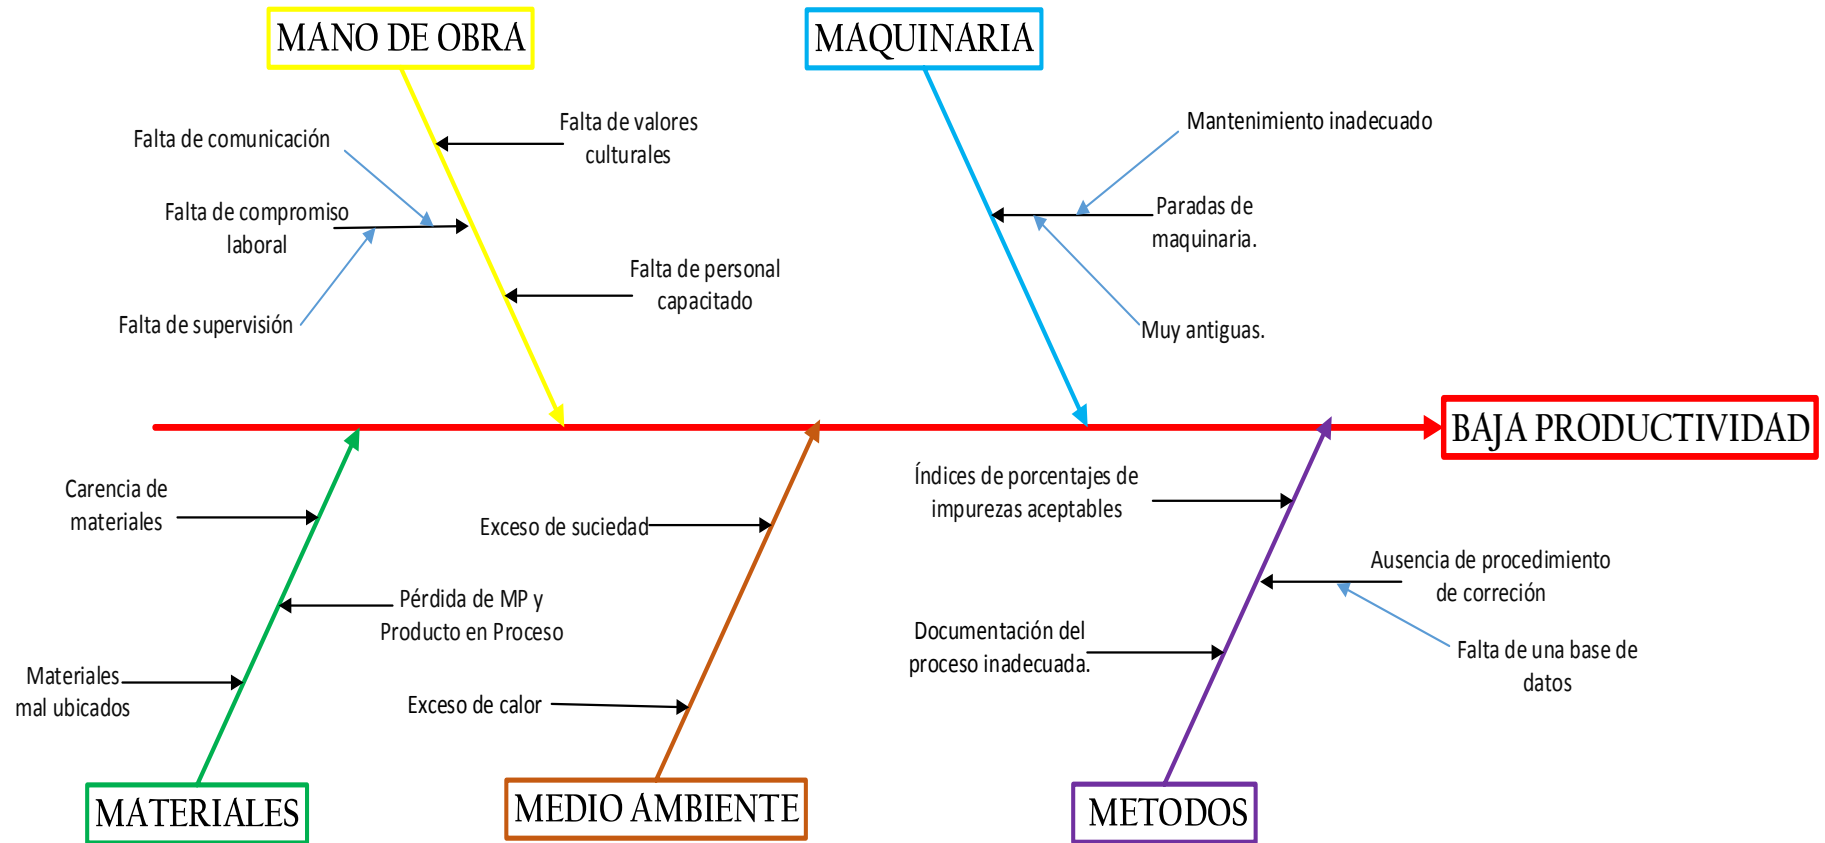 MANO DE OBRA
MAQUINARIA
Falta de comunicación
Falta de valores
culturales
Falta de compromiso
laboral
Falta de personal
capacitado
Falta de supervisión
Mantenimiento inadecuado
Paradas de
maquinaria.
Muy antiguas.
BAJA PRODUCTIVIDAD
Carencia de
materiales
Pérdida de MP y
Producto en Proceso
Materiales
mal ubicados
Exceso de suciedad
Exceso de calor
Índices de porcentajes de
impurezas aceptables
Ausencia de procedimiento
de correción
Documentación del
proceso inadecuada.
Falta de una base de
datos
MATERIALES
MEDIO AMBIENTE
METODOS